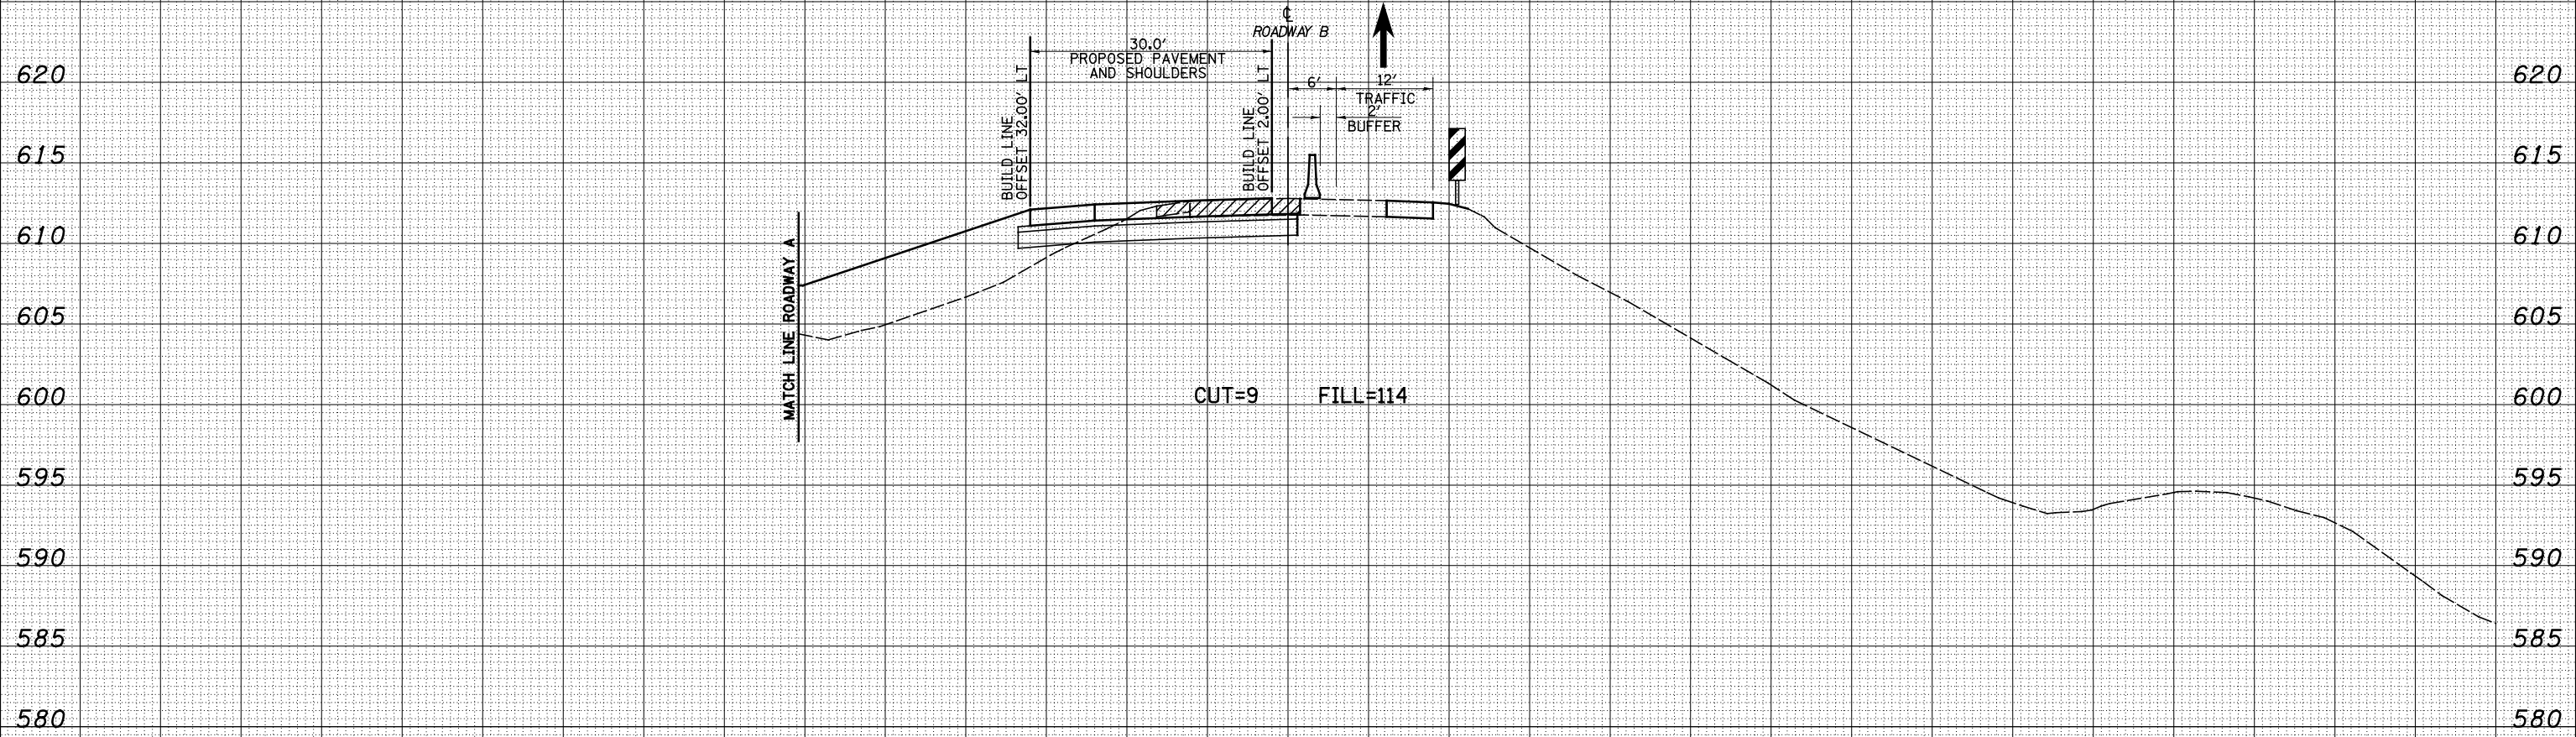 ℄
ROADWAY B
30.0'
PROPOSED PAVEMENT
AND SHOULDERS
BUILD LINE
OFFSET 32.00' LT
BUILD LINE
OFFSET 2.00' LT
6'
12'
TRAFFIC
2'
BUFFER
MATCH LINE ROADWAY A
CUT=9 FILL=114
620 620
615 615
610 610
605 605
600 600
595 595
590 590
585 585
580 580